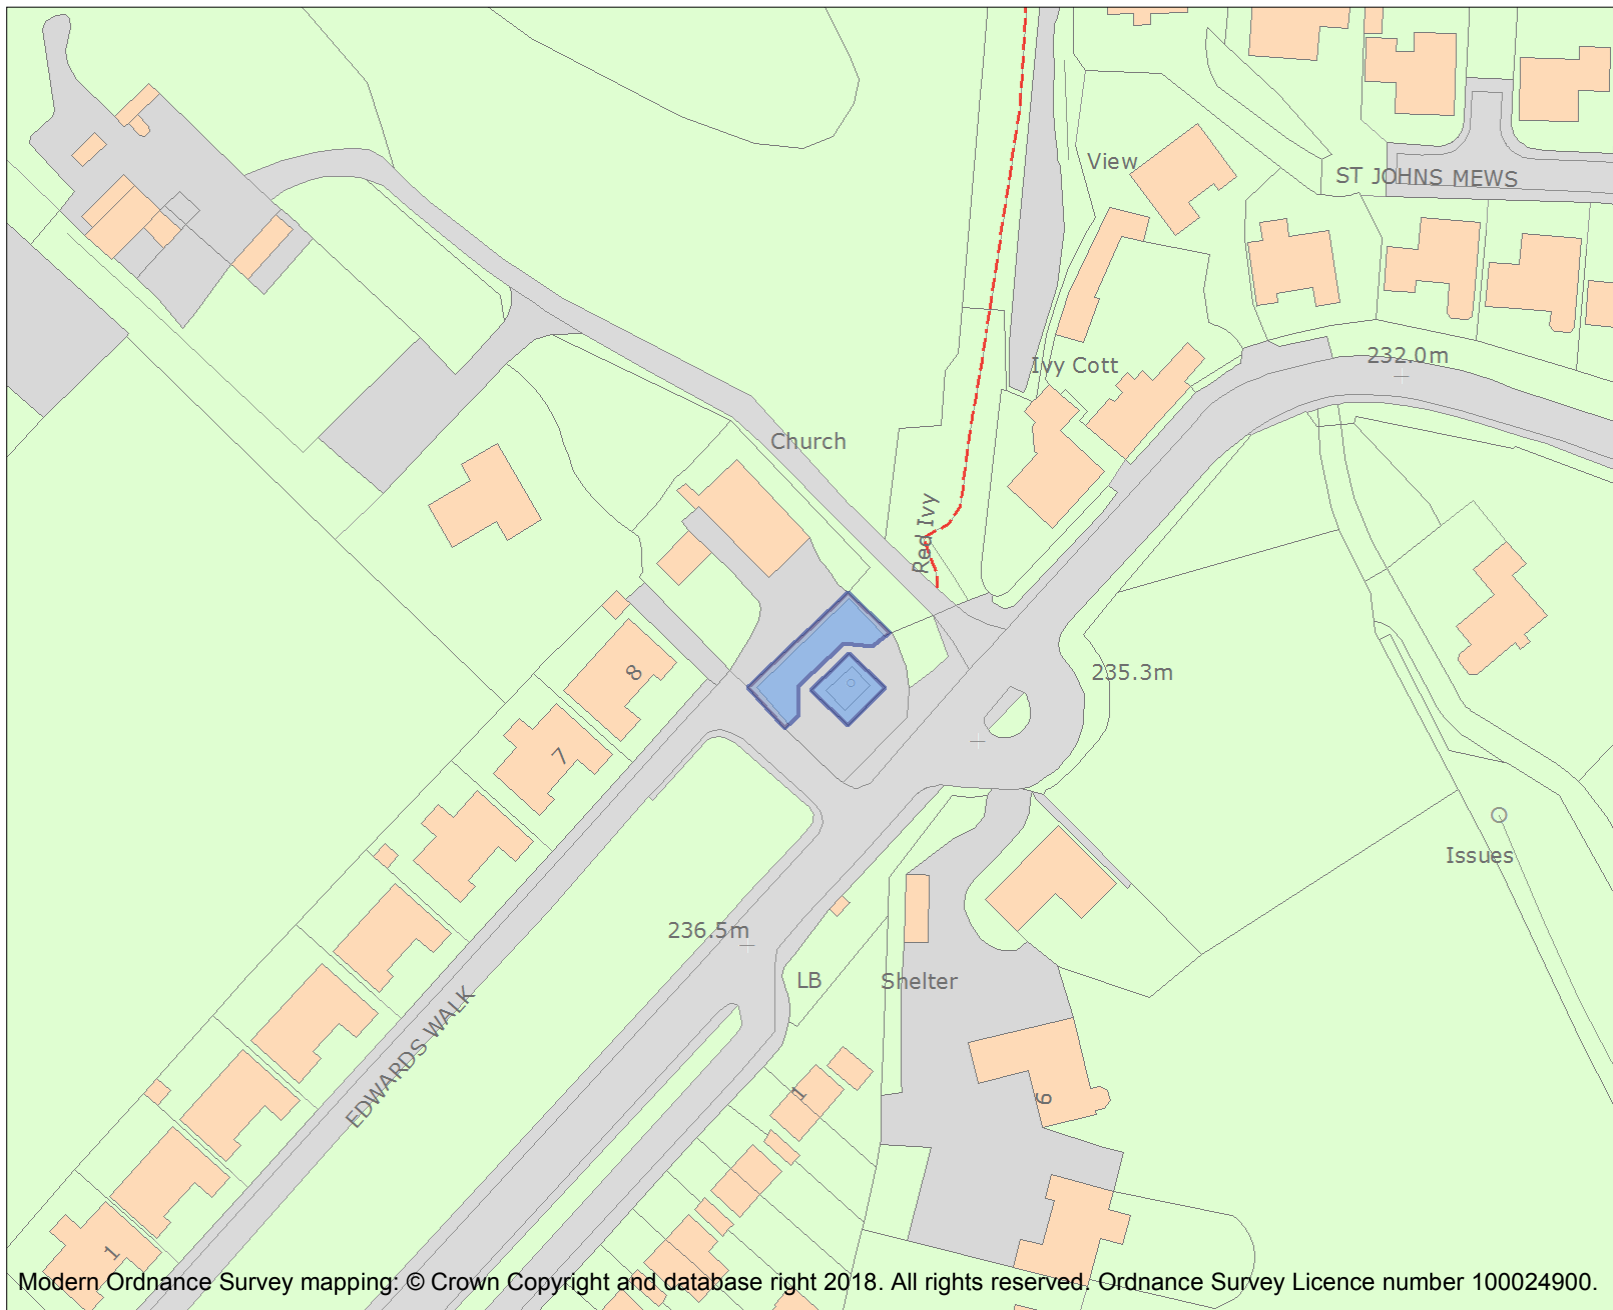 View
ST JOHNS MEWS
232.0m
Ivy Cott
Church
Red Ivy
8
235.3m
7
Issues
236.5m
LB
Shelter
EDWARDS WALK
1
6
1
Modern Ordnance Survey mapping: © Crown Copyright and database right 2018. All rights reserved. Ordnance Survey Licence number 100024900.